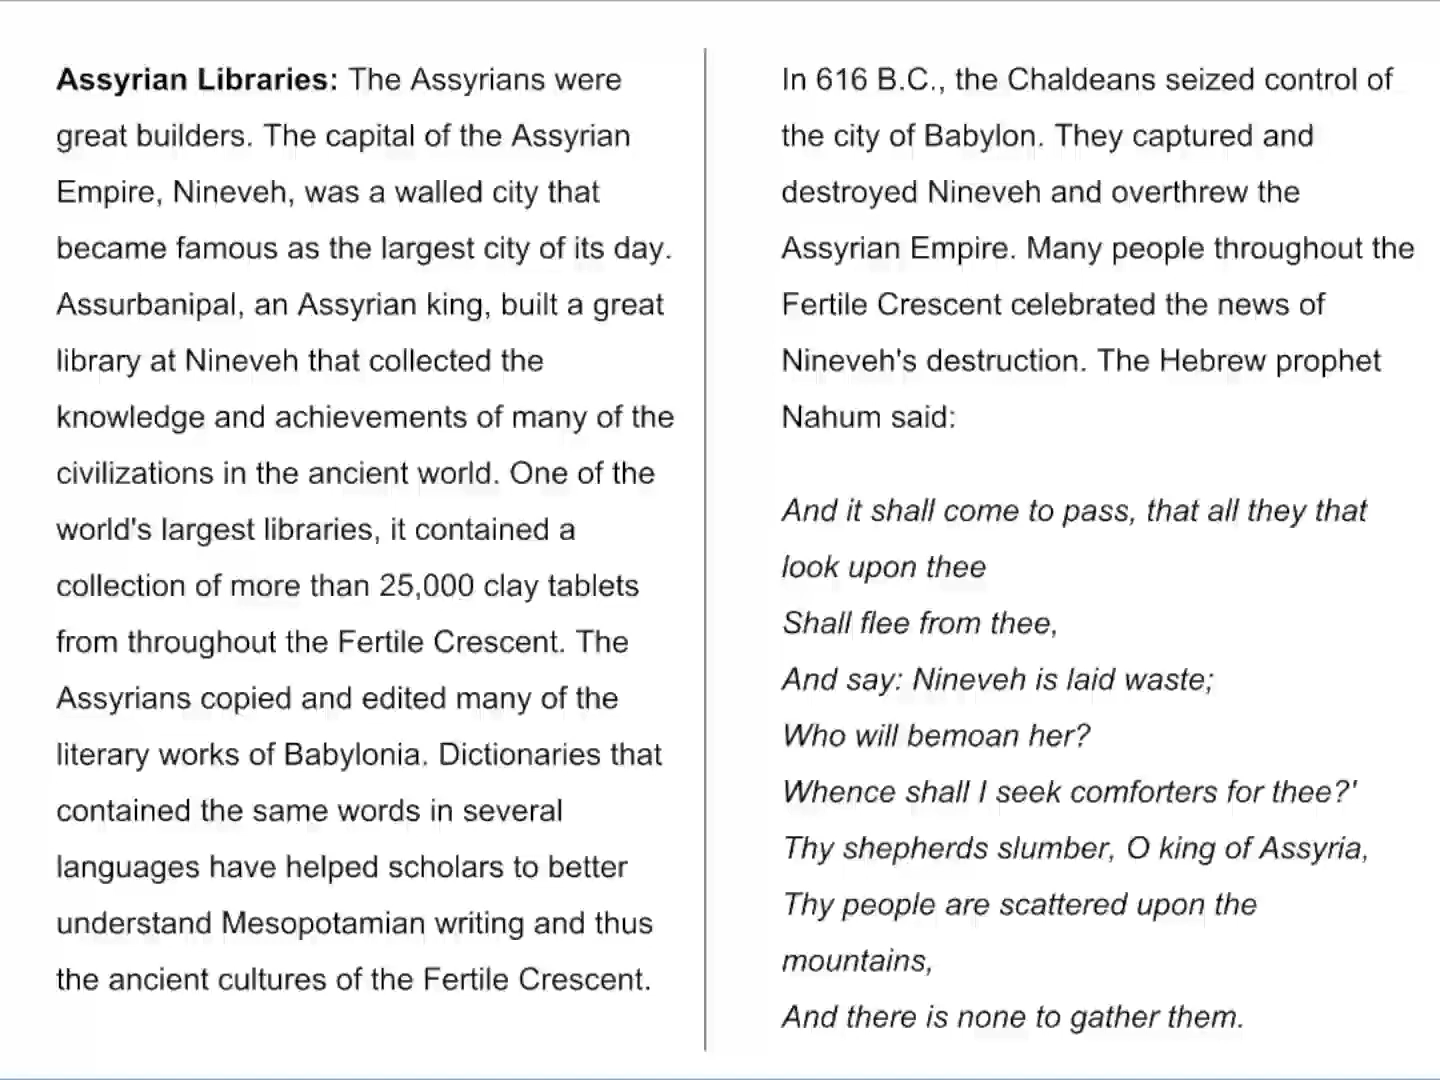 Assyrian Libraries: The Assyrians were
great builders. The capital of the Assyrian
Empire, Nineveh, was a walled city that
became famous as the largest city of its day.
Assurbanipal, an Assyrian king, built a great
library at Nineveh that collected the
knowledge and achievements of many of the
civilizations in the ancient world. One of the
world's largest libraries, it contained a
collection of more than 25,000 clay tablets
from throughout the Fertile Crescent. The
Assyrians copied and edited many of the
literary works of Babylonia. Dictionaries that
contained the same words in several
languages have helped scholars to better
understand Mesopotamian writing and thus
the ancient cultures of the Fertile Crescent.
In 616 B.C., the Chaldeans seized control of
the city of Babylon. They captured and
destroyed Nineveh and overthrew the
Assyrian Empire. Many people throughout the
Fertile Crescent celebrated the news of
Nineveh's destruction. The Hebrew prophet
Nahum said:
And it shall come to pass, that all they that
look upon thee
Shall flee from thee,
And say: Nineveh is laid waste;
Who will bemoan her?
Whence shall I seek comforters for thee?'
Thy shepherds slumber, O king of Assyria,
Thy people are scattered upon the
mountains,
And there is none to gather them.